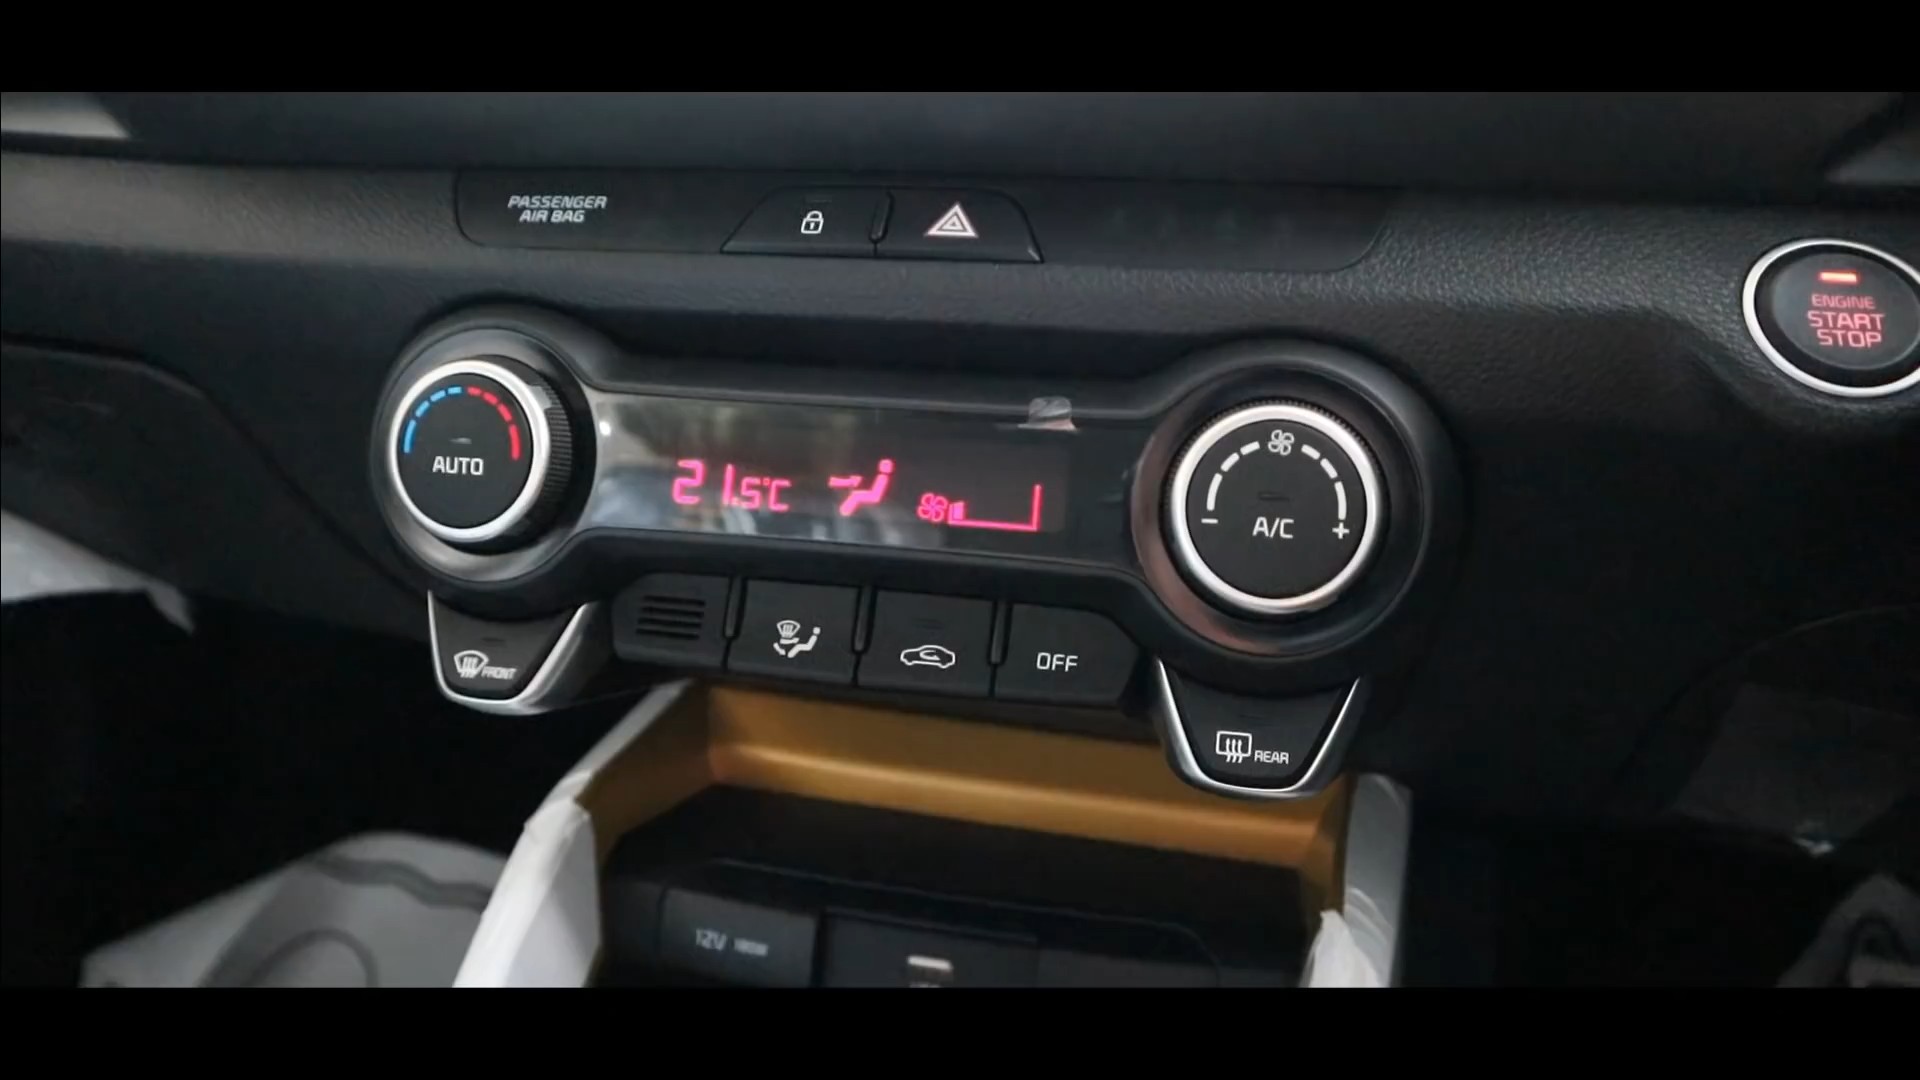 PASSENGER
AIR BAG
ENGINE
START
STOP
AUTO
21.5°C
A/C
- +
FRONT
OFF
REAR
12V